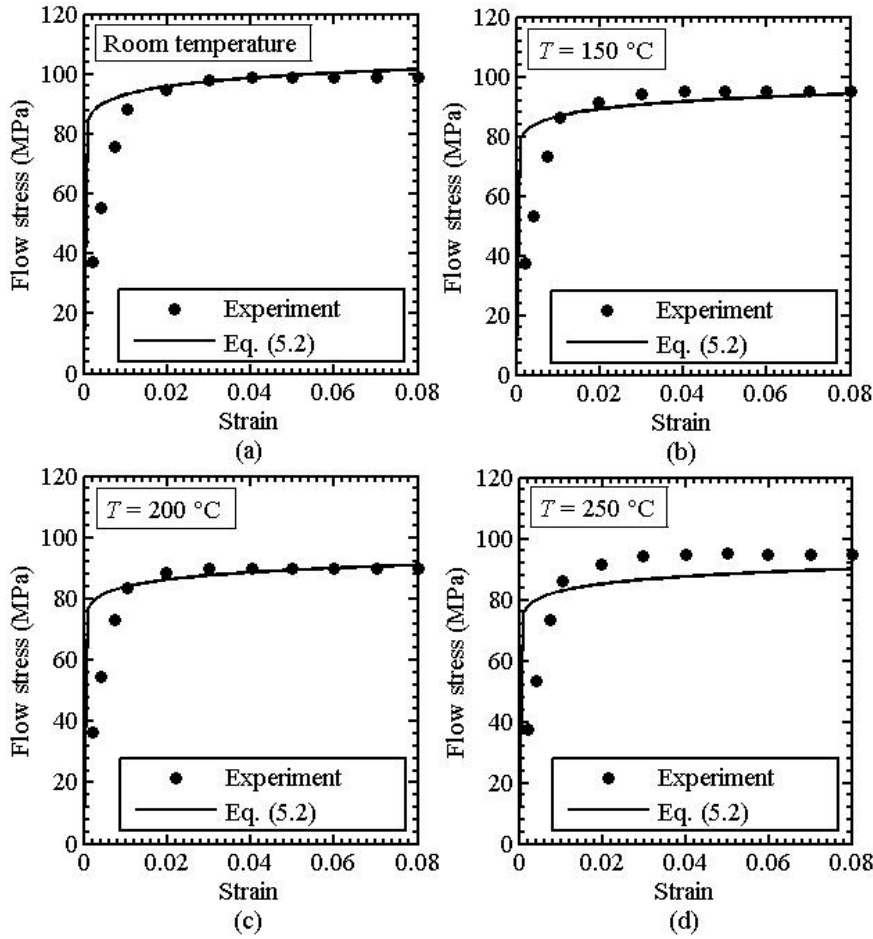 120
100
80
60
40
20
0
Flow stress (MPa)
Room temperature
Experiment
Eq. (5.2)
0
0.02
0.04
0.06
0.08
Strain
(a)
120
100
80
60
40
20
0
Flow stress (MPa)
T = 150 °C
Experiment
Eq. (5.2)
0
0.02
0.04
0.06
0.08
Strain
(b)
120
100
80
60
40
20
0
Flow stress (MPa)
T = 200 °C
Experiment
Eq. (5.2)
0
0.02
0.04
0.06
0.08
Strain
(c)
120
100
80
60
40
20
0
Flow stress (MPa)
T = 250 °C
Experiment
Eq. (5.2)
0
0.02
0.04
0.06
0.08
Strain
(d)